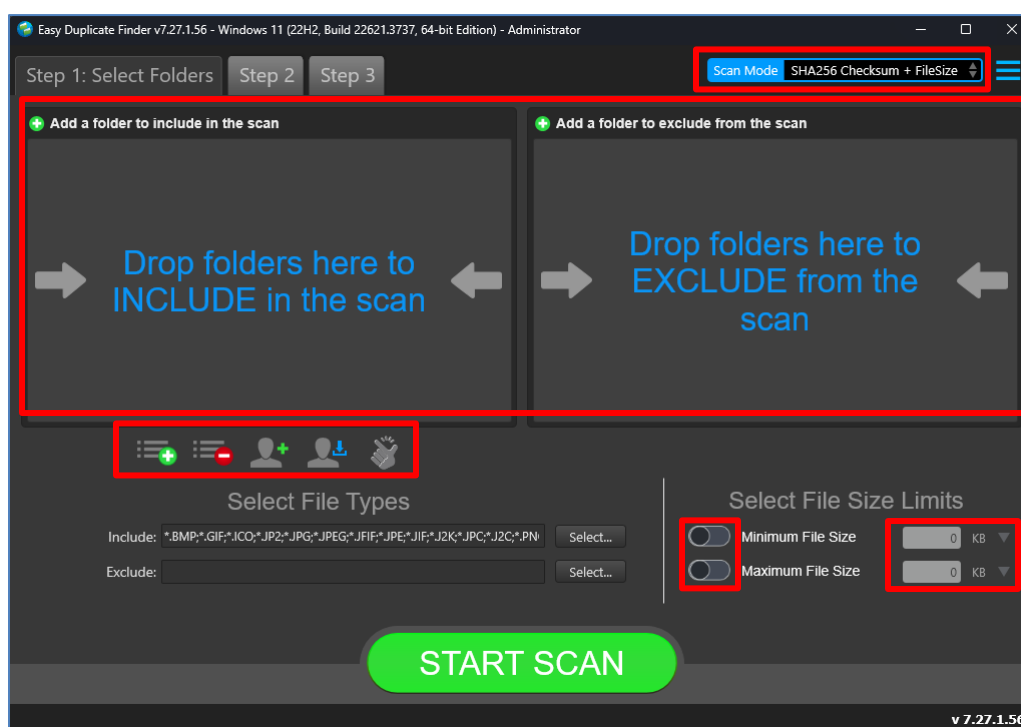 Easy Duplicate Finder v7.27.1.56 - Windows 11 (22H2, Build 22621.3737, 64-bit Edition) - Administrator
Step 1: Select Folders Step 2 Step 3
Scan Mode SHA256 Checksum + FileSize
Add a folder to include in the scan
Drop folders here to
INCLUDE in the scan
Add a folder to exclude from the scan
Drop folders here to
EXCLUDE from the
scan
Select File Types
Include: *.BMP;*.GIF;*.ICO;*.JP2;*.JPG;*.JPEG;*.JFIF;*.JPE;*.JIF;*.J2K;*.JPC;*.J2C;*.PN Select...
Exclude: Select...
Select File Size Limits
Minimum File Size 0 KB
Maximum File Size 0 KB
START SCAN
v 7.27.1.56